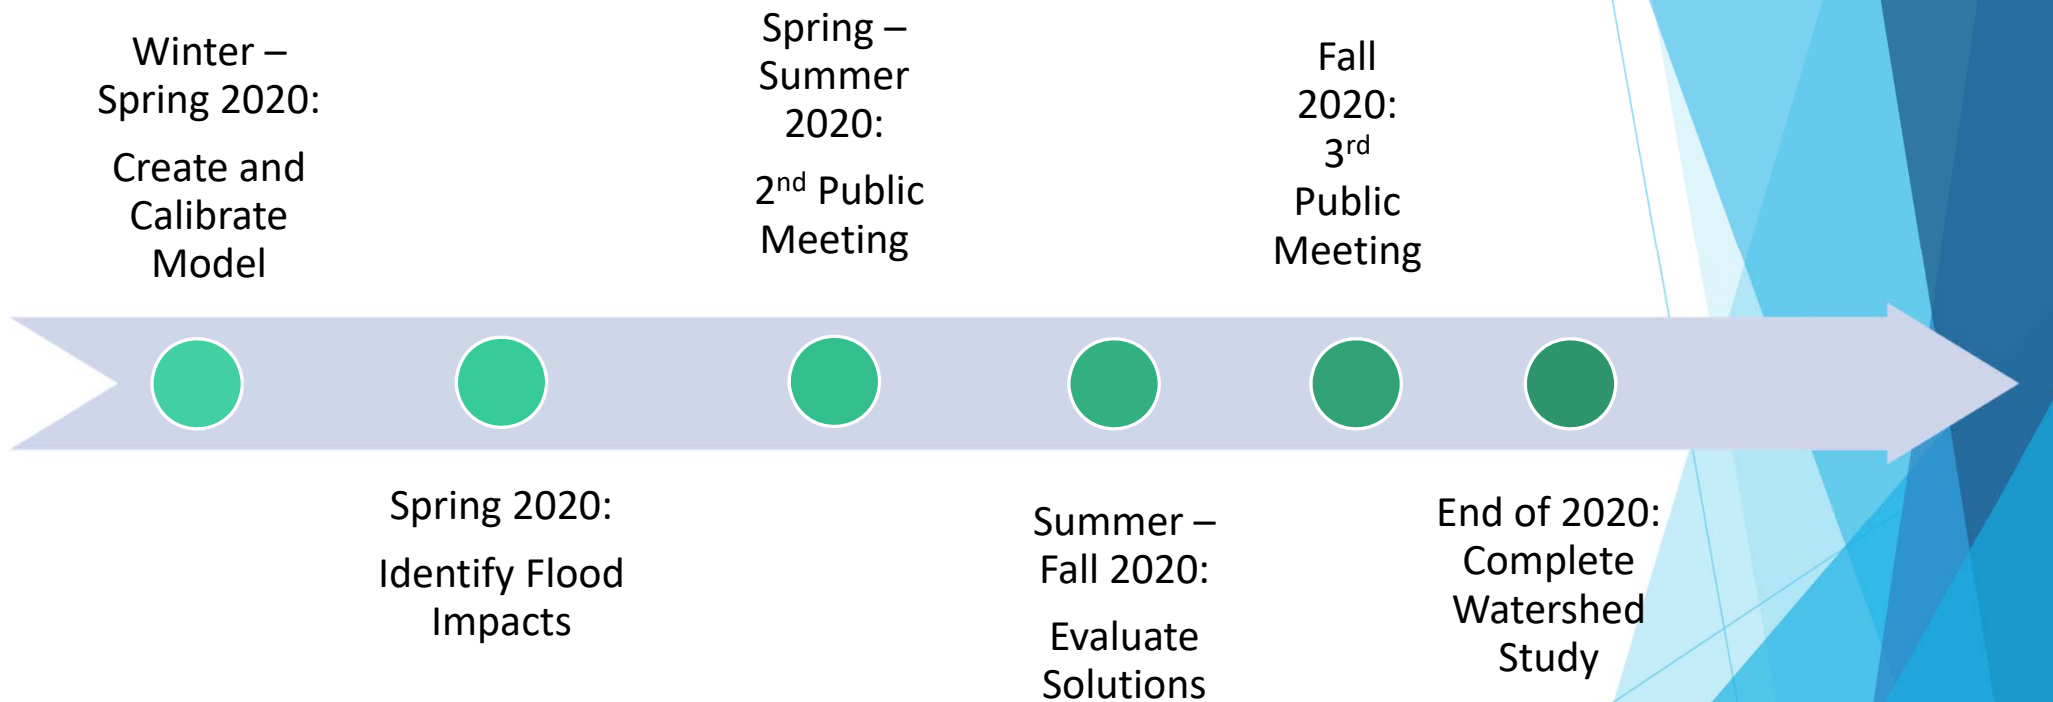 Winter –
Spring 2020:
Create and
Calibrate
Model
Spring 2020:
Identify Flood
Impacts
Spring –
Summer
2020:
2nd Public
Meeting
Summer –
Fall 2020:
Evaluate
Solutions
Fall
2020:
3rd
Public
Meeting
End of 2020:
Complete
Watershed
Study